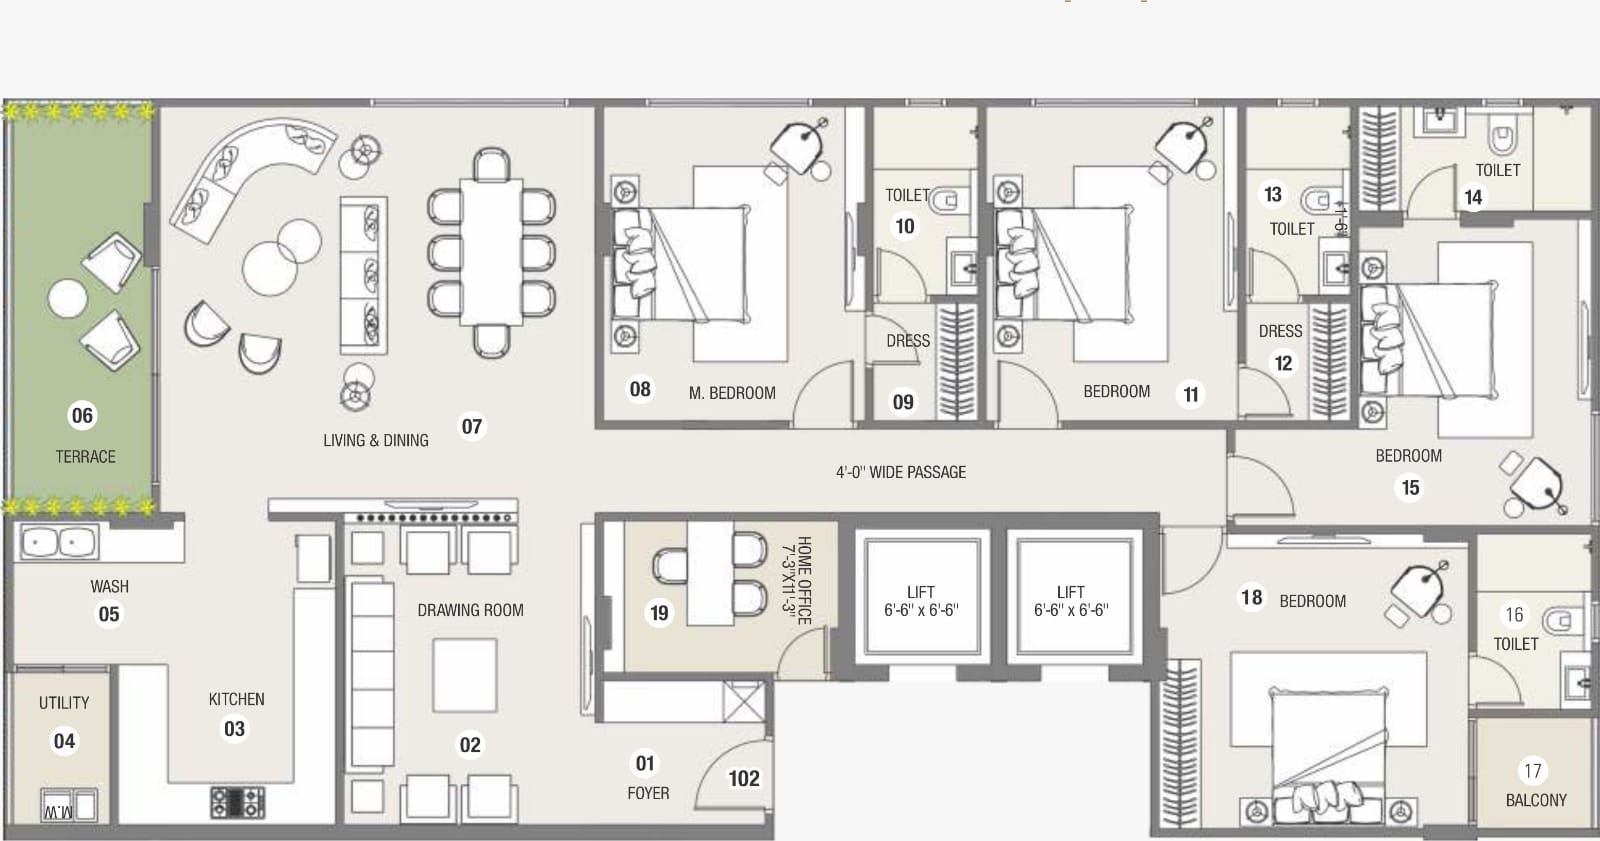 TOILET
14
13
TOILET
1'-6"
TOILET
10
DRESS
12
DRESS
09
08
M. BEDROOM
BEDROOM
11
06
TERRACE
07
LIVING & DINING
BEDROOM
15
4'-0" WIDE PASSAGE
WASH
05
DRAWING ROOM
02
19
HOME OFFICE
7'-3"X11'-3"
LIFT
6'-6" x 6'-6"
LIFT
6'-6" x 6'-6"
18
BEDROOM
16
TOILET
UTILITY
04
KITCHEN
03
01
FOYER
102
17
BALCONY
M.W